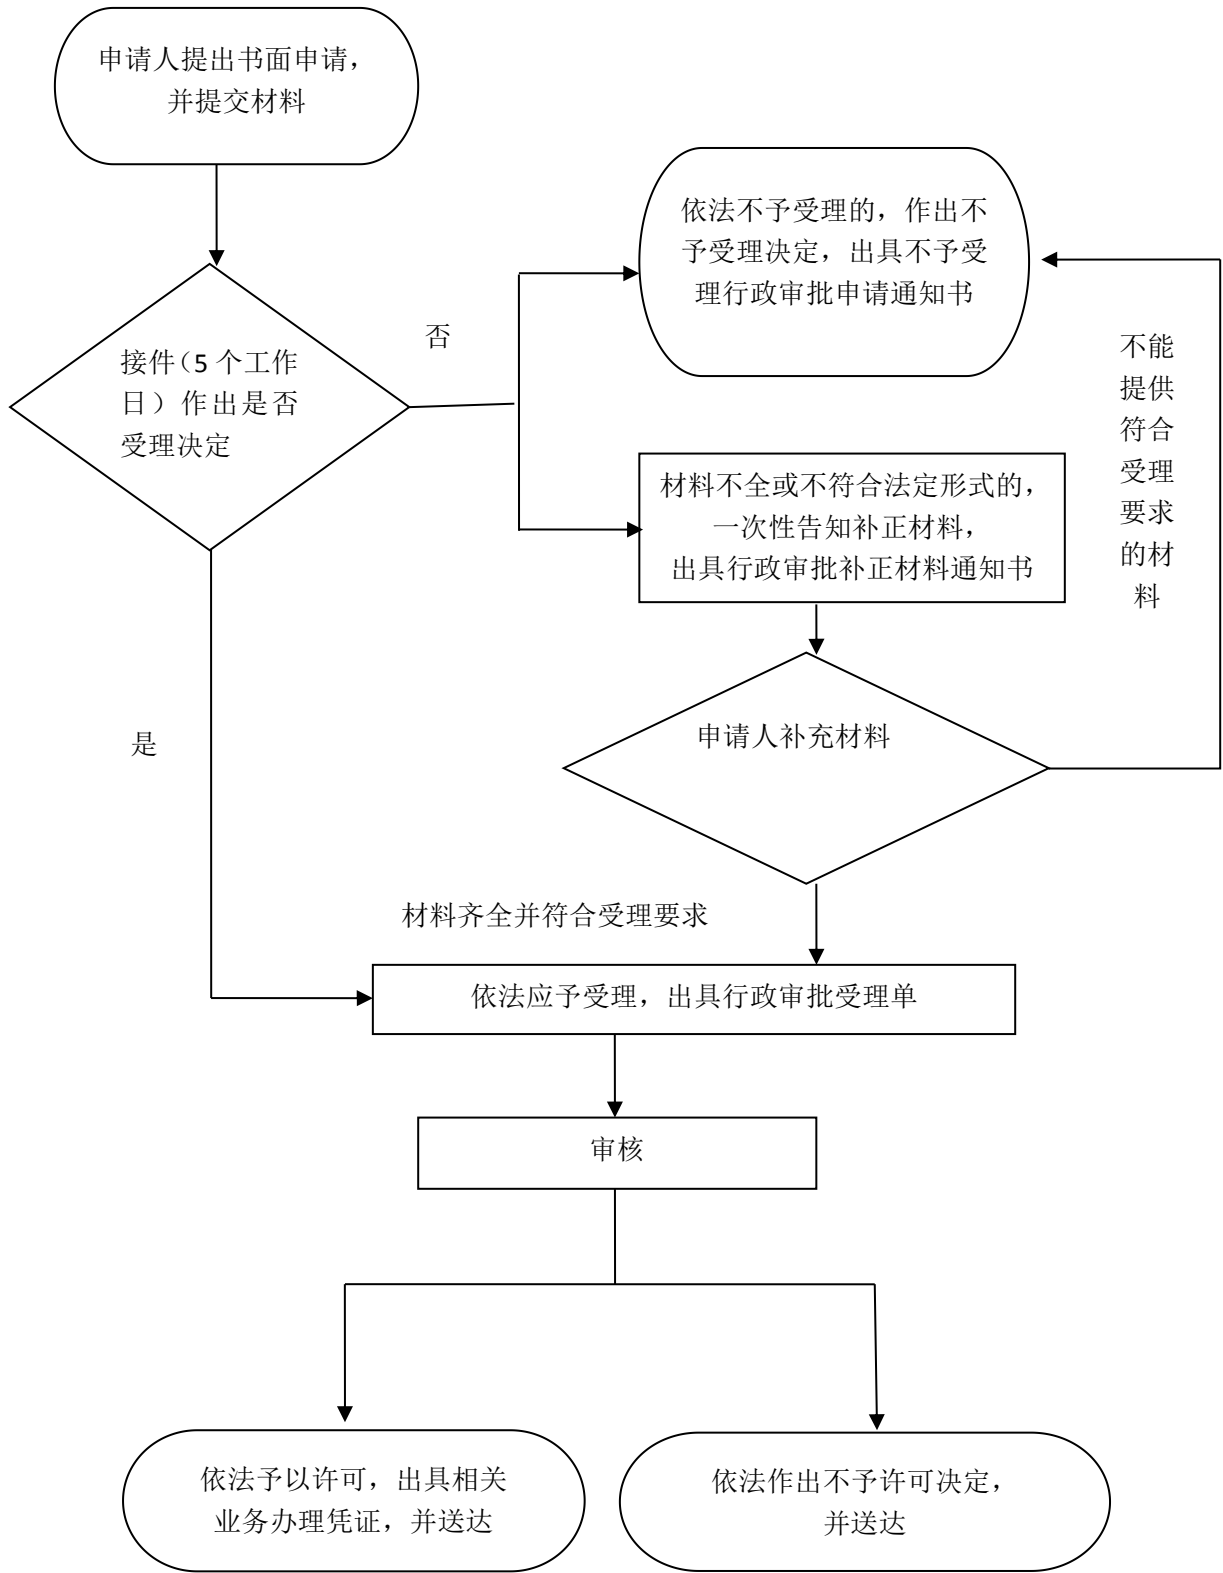 申请人提出书面申请，
并提交材料
依法不予受理的，作出不
予受理决定，出具不予受
理行政审批申请通知书
否
接件（5 个工作
日）作出是否
受理决定
不能
提供
符合
受理
要求
的材
料
材料不全或不符合法定形式的，
一次性告知补正材料，
出具行政审批补正材料通知书
是
申请人补充材料
材料齐全并符合受理要求
依法应予受理，出具行政审批受理单
审核
依法予以许可，出具相关
业务办理凭证，并送达
依法作出不予许可决定，
并送达